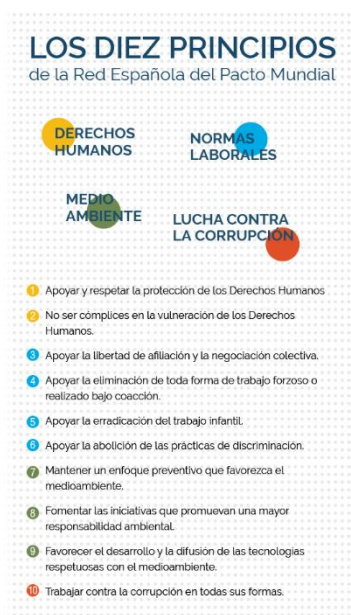 LOS DIEZ PRINCIPIOS
de la Red Española del Pacto Mundial
DERECHOS
HUMANOS
NORMAS
LABORALES
MEDIO
AMBIENTE
LUCHA CONTRA
LA CORRUPCIÓN
1 Apoyar y respetar la protección de los Derechos Humanos
2 No ser cómplices en la vulneración de los Derechos
Humanos.
3 Apoyar la libertad de afiliación y la negociación colectiva.
4 Apoyar la eliminación de toda forma de trabajo forzoso o
realizado bajo coacción.
5 Apoyar la erradicación del trabajo infantil.
6 Apoyar la abolición de las prácticas de discriminación.
7 Mantener un enfoque preventivo que favorezca el
medioambiente.
8 Fomentar las iniciativas que promuevan una mayor
responsabilidad ambiental.
9 Favorecer el desarrollo y la difusión de las tecnologías
respetuosas con el medioambiente.
10 Trabajar contra la corrupción en todas sus formas.